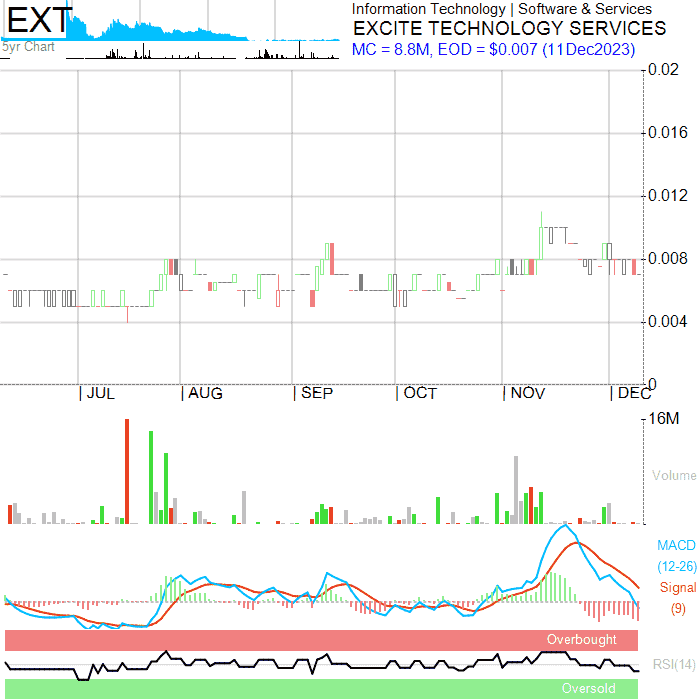 EXT
5yr Chart
Information Technology | Software & Services
EXCITE TECHNOLOGY SERVICES
MC = 8.8M, EOD = $0.007 (11Dec2023)
0.02
0.016
0.012
0.008
0.004
0
| JUL | AUG | SEP | OCT | NOV | DEC
16M
Volume
MACD
(12-26)
Signal
(9)
Overbought
RSI(14)
Oversold